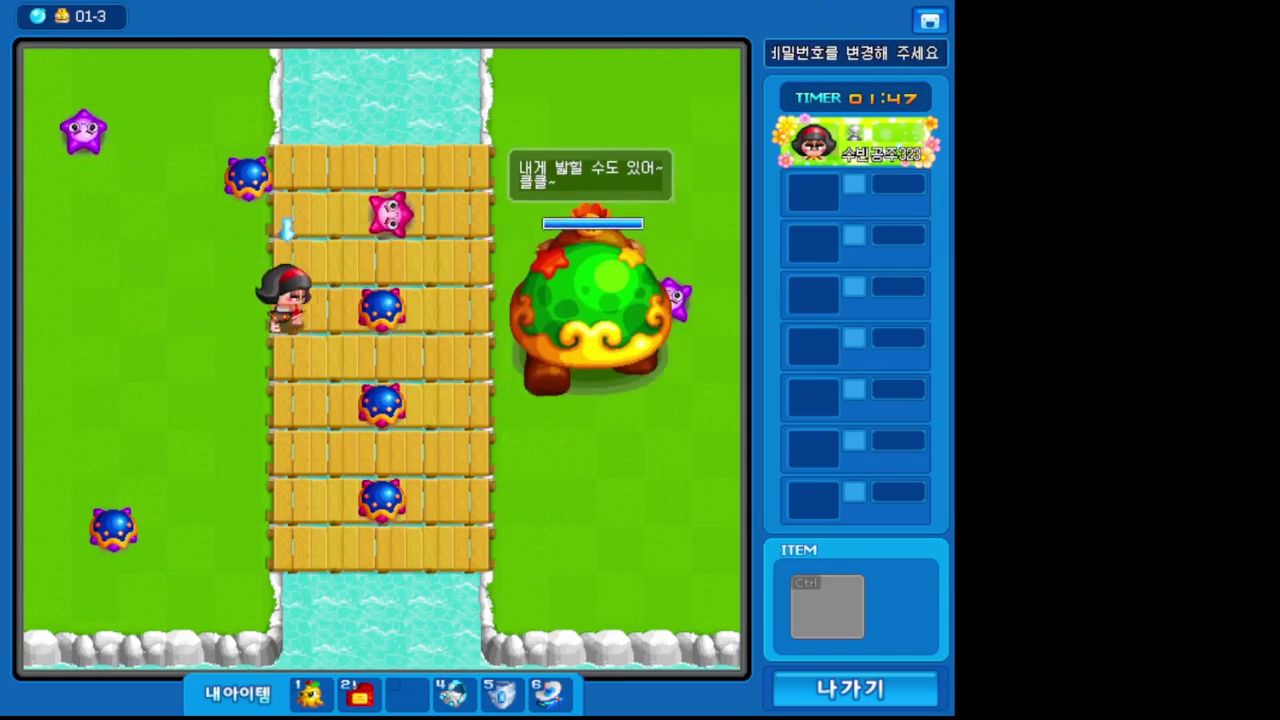 01-3
비밀번호를 변경해 주세요
TIMER 01:47
수빈공주323
내게 밟힐 수도 있어~
클클~
ITEM
Ctrl
내아이템
1
2
4
5
6
나가기